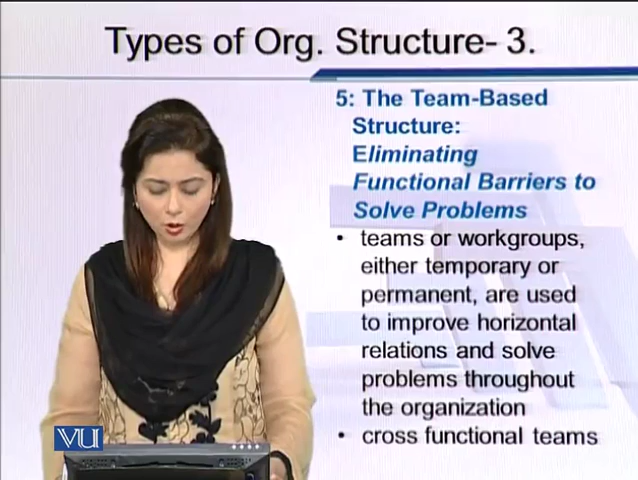 Types of Org. Structure- 3.
5: The Team-Based
Structure:
Eliminating
Functional Barriers to
Solve Problems
• teams or workgroups,
either temporary or
permanent, are used
to improve horizontal
relations and solve
problems throughout
the organization
• cross functional teams
VU